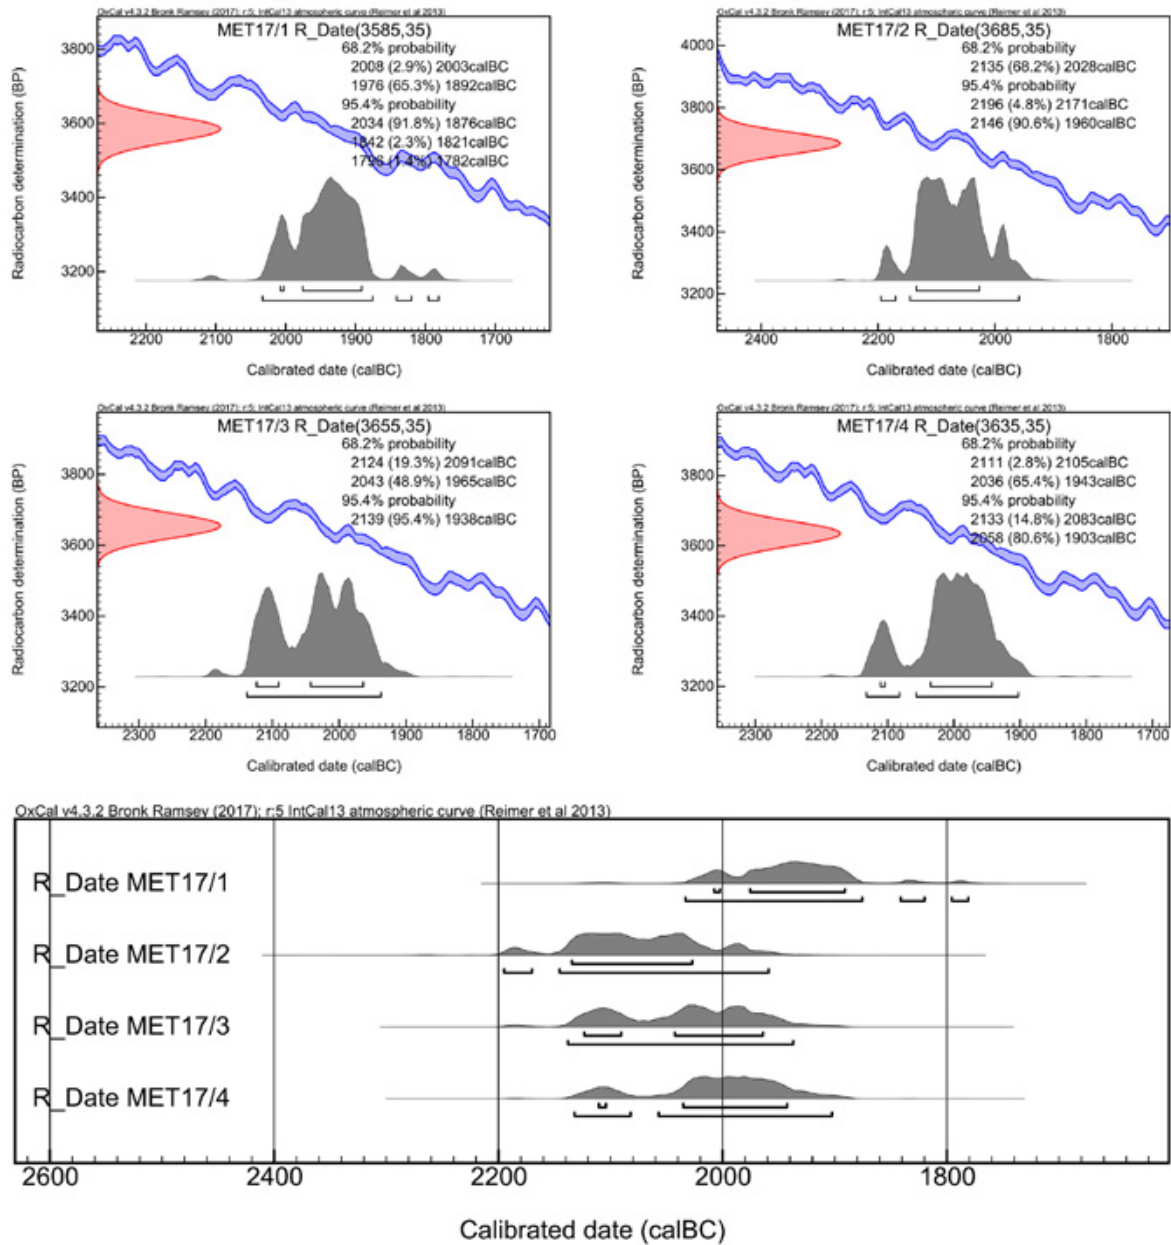 OxCal v4.3.2 Bronk Ramsey (2017); r:5; IntCal13 atmospheric curve (Reimer et al 2013)
MET17/1 R_Date(3585,35)
68.2% probability
2008 (2.9%) 2003calBC
1976 (65.3%) 1892calBC
95.4% probability
2034 (91.8%) 1876calBC
1842 (2.3%) 1821calBC
1796 (1.4%) 1782calBC
Radiocarbon determination (BP)
3800
3600
3400
3200
2200 2100 2000 1900 1800 1700
Calibrated date (calBC)
OxCal v4.3.2 Bronk Ramsey (2017); r:5; IntCal13 atmospheric curve (Reimer et al 2013)
MET17/2 R_Date(3685,35)
68.2% probability
2135 (68.2%) 2028calBC
95.4% probability
2196 (4.8%) 2171calBC
2146 (90.6%) 1960calBC
Radiocarbon determination (BP)
4000
3800
3600
3400
3200
2400 2200 2000 1800
Calibrated date (calBC)
OxCal v4.3.2 Bronk Ramsey (2017); r:5; IntCal13 atmospheric curve (Reimer et al 2013)
MET17/3 R_Date(3655,35)
68.2% probability
2124 (19.3%) 2091calBC
2043 (48.9%) 1965calBC
95.4% probability
2139 (95.4%) 1938calBC
Radiocarbon determination (BP)
3800
3600
3400
3200
2300 2200 2100 2000 1900 1800 1700
Calibrated date (calBC)
OxCal v4.3.2 Bronk Ramsey (2017); r:5; IntCal13 atmospheric curve (Reimer et al 2013)
MET17/4 R_Date(3635,35)
68.2% probability
2111 (2.8%) 2105calBC
2036 (65.4%) 1943calBC
95.4% probability
2133 (14.8%) 2083calBC
2058 (80.6%) 1903calBC
Radiocarbon determination (BP)
3800
3600
3400
3200
2300 2200 2100 2000 1900 1800 1700
Calibrated date (calBC)
OxCal v4.3.2 Bronk Ramsey (2017); r:5 IntCal13 atmospheric curve (Reimer et al 2013)
R_Date MET17/1
R_Date MET17/2
R_Date MET17/3
R_Date MET17/4
2600 2400 2200 2000 1800
Calibrated date (calBC)